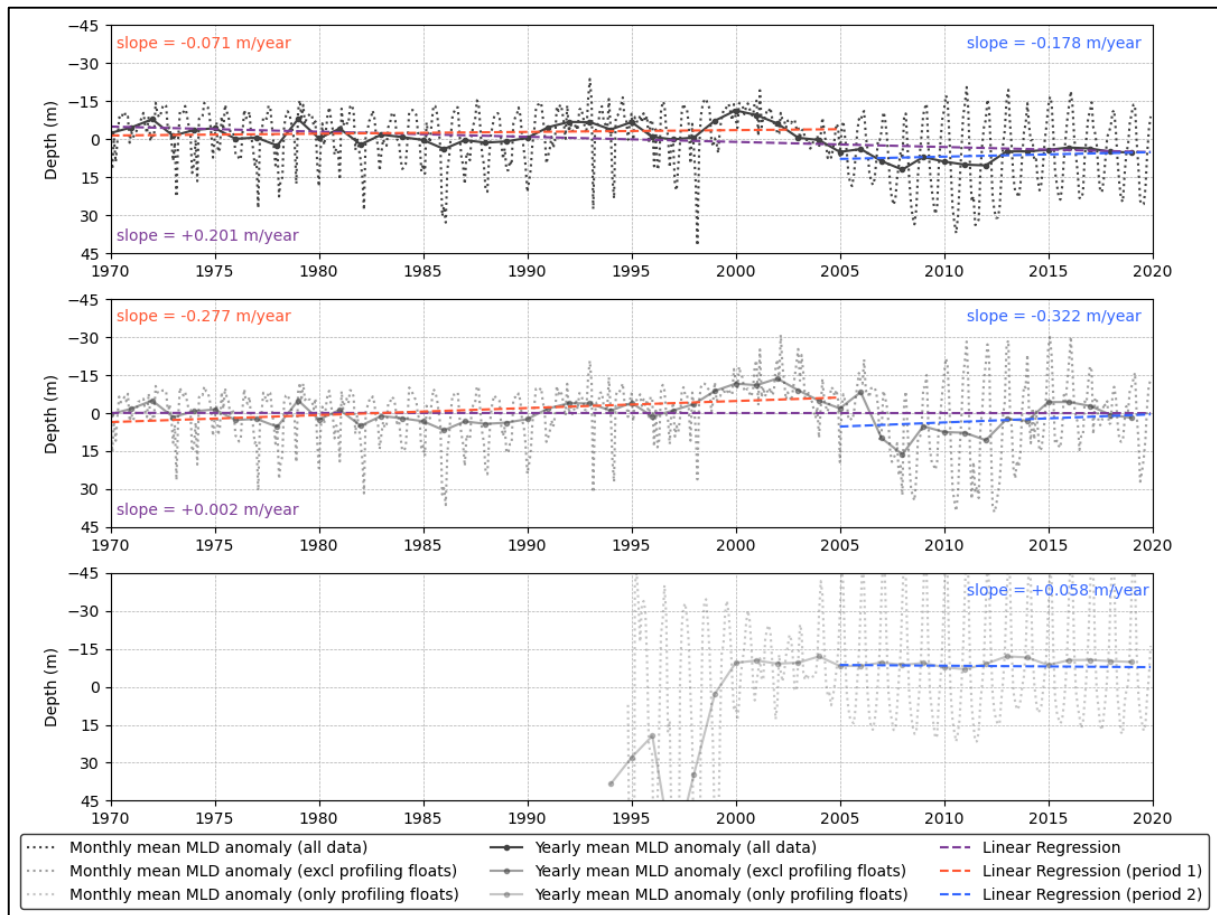 slope = -0.071 m/year
slope = -0.178 m/year
slope = +0.201 m/year
Depth (m)
−45
−30
−15
0
15
30
45
1970 1975 1980 1985 1990 1995 2000 2005 2010 2015 2020
slope = -0.277 m/year
slope = -0.322 m/year
slope = +0.002 m/year
Depth (m)
−45
−30
−15
0
15
30
45
1970 1975 1980 1985 1990 1995 2000 2005 2010 2015 2020
slope = +0.058 m/year
Depth (m)
−45
−30
−15
0
15
30
45
1970 1975 1980 1985 1990 1995 2000 2005 2010 2015 2020
Monthly mean MLD anomaly (all data)
Monthly mean MLD anomaly (excl profiling floats)
Monthly mean MLD anomaly (only profiling floats)
Yearly mean MLD anomaly (all data)
Yearly mean MLD anomaly (excl profiling floats)
Yearly mean MLD anomaly (only profiling floats)
Linear Regression
Linear Regression (period 1)
Linear Regression (period 2)